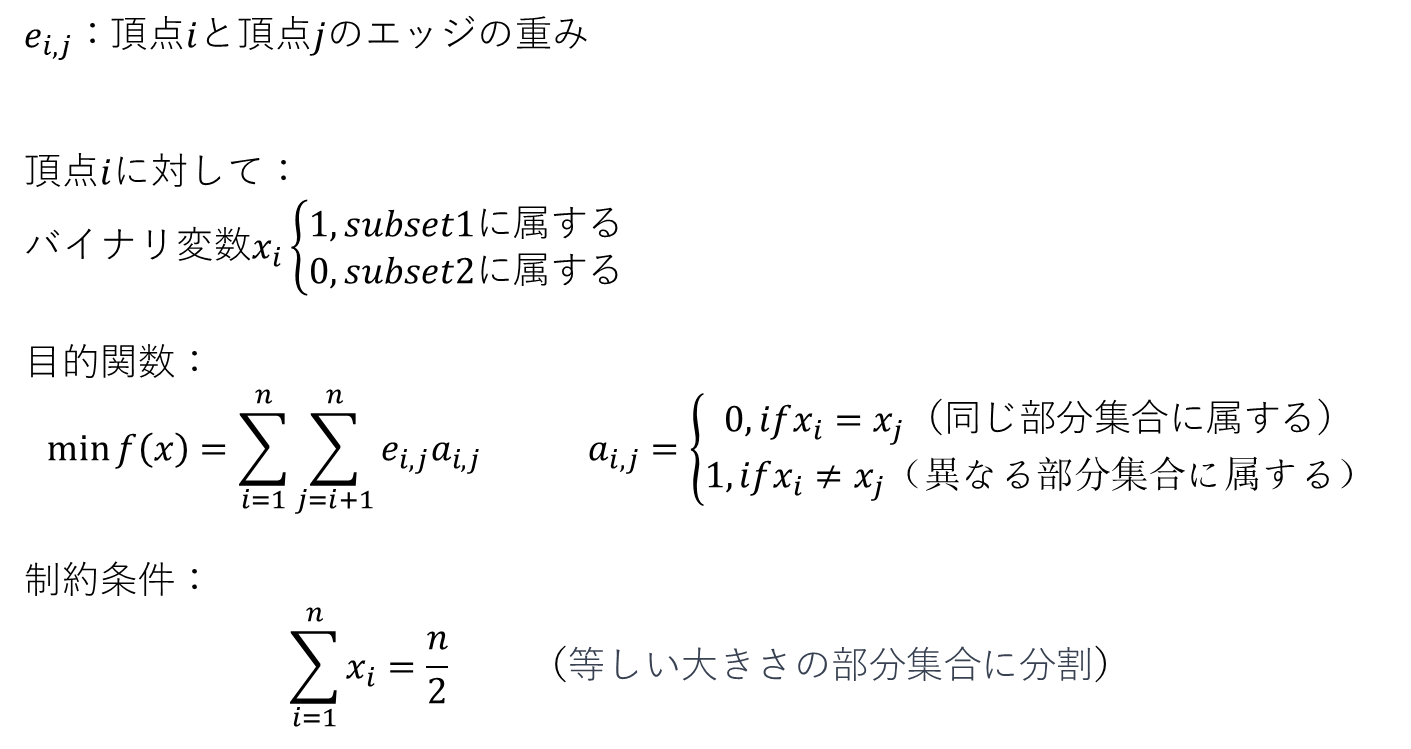 e_{i,j}：頂点iと頂点jのエッジの重み
頂点iに対して：
バイナリ変数x_i {1, subset1に属する
0, subset2に属する
目的関数：
min f(x) = \sum_{i=1}^{n} \sum_{j=i+1}^{n} e_{i,j} a_{i,j}
a_{i,j} = {0, if x_i = x_j（同じ部分集合に属する）
1, if x_i ≠ x_j（異なる部分集合に属する）
制約条件：
\sum_{i=1}^{n} x_i = \frac{n}{2} （等しい大きさの部分集合に分割）